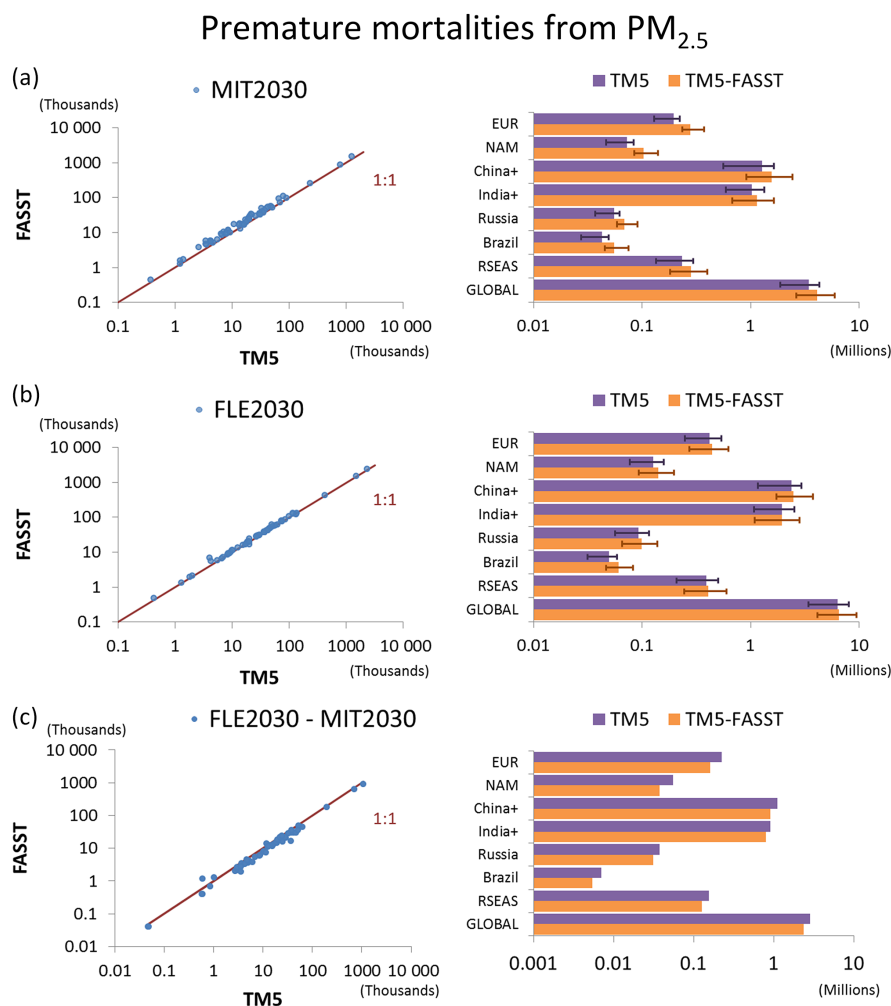 Premature mortalities from PM2.5
(a)
MIT2030
(Thousands)
10 000
1000
100
10
1
0.1
FASST
1:1
0.1 1 10 100 1000 10 000
TM5 (Thousands)
TM5 TM5-FASST
EUR
NAM
China+
India+
Russia
Brazil
RSEAS
GLOBAL
0.01 0.1 1 10
(Millions)
(b)
FLE2030
(Thousands)
10 000
1000
100
10
1
0.1
FASST
1:1
0.1 1 10 100 1000 10 000
TM5 (Thousands)
TM5 TM5-FASST
EUR
NAM
China+
India+
Russia
Brazil
RSEAS
GLOBAL
0.01 0.1 1 10
(Millions)
(c)
FLE2030 - MIT2030
(Thousands)
10 000
1000
100
10
1
0.1
0.01
FASST
1:1
0.01 0.1 1 10 100 1000 10 000
TM5 (Thousands)
TM5 TM5-FASST
EUR
NAM
China+
India+
Russia
Brazil
RSEAS
GLOBAL
0.001 0.01 0.1 1 10
(Millions)